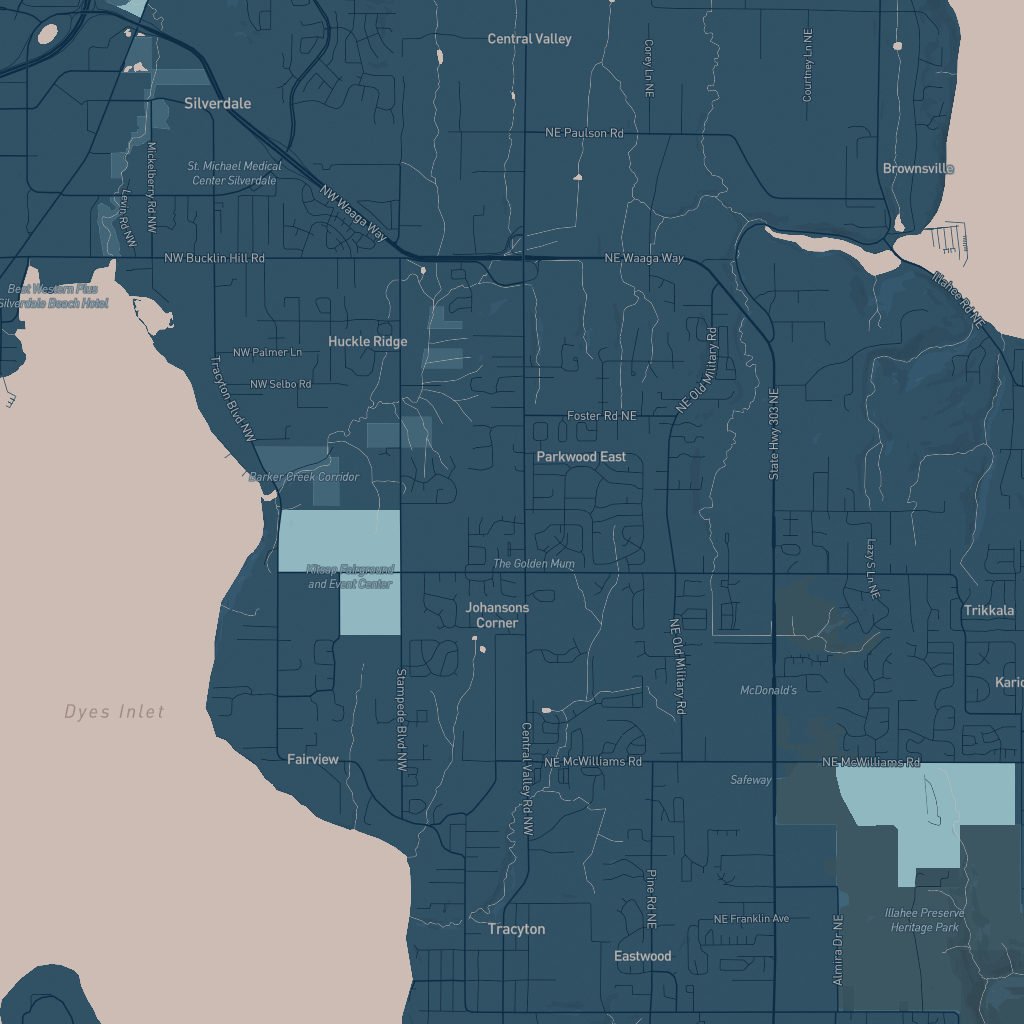 Central Valley
Corey Ln NE
Courtney Ln NE
Silverdale
NE Paulson Rd
Mickelberry Rd NW
St. Michael Medical
Center Silverdale
Brownsville
Levin Rd NW
NW Waaga Way
NW Bucklin Hill Rd
NE Waaga Way
Best Western Plus
Silverdale Beach Hotel
Illahee Rd NE
Huckle Ridge
NW Palmer Ln
NW Selbo Rd
Tracyton Blvd NW
NE Old Military Rd
Foster Rd NE
State Hwy 303 NE
Parkwood East
Barker Creek Corridor
The Golden Mum
Kitsap Fairground
and Event Center
Lazy S Ln NE
Johansons
Corner
Trikkala
NE Old Military Rd
McDonald's
Karic
Dyes Inlet
Stampede Blvd NW
Central Valley Rd NW
Fairview
NE McWilliams Rd
NE McWilliams Rd
Safeway
Pine Rd NE
Illahee Preserve
Heritage Park
NE Franklin Ave
Almira Dr NE
Tracyton
Eastwood